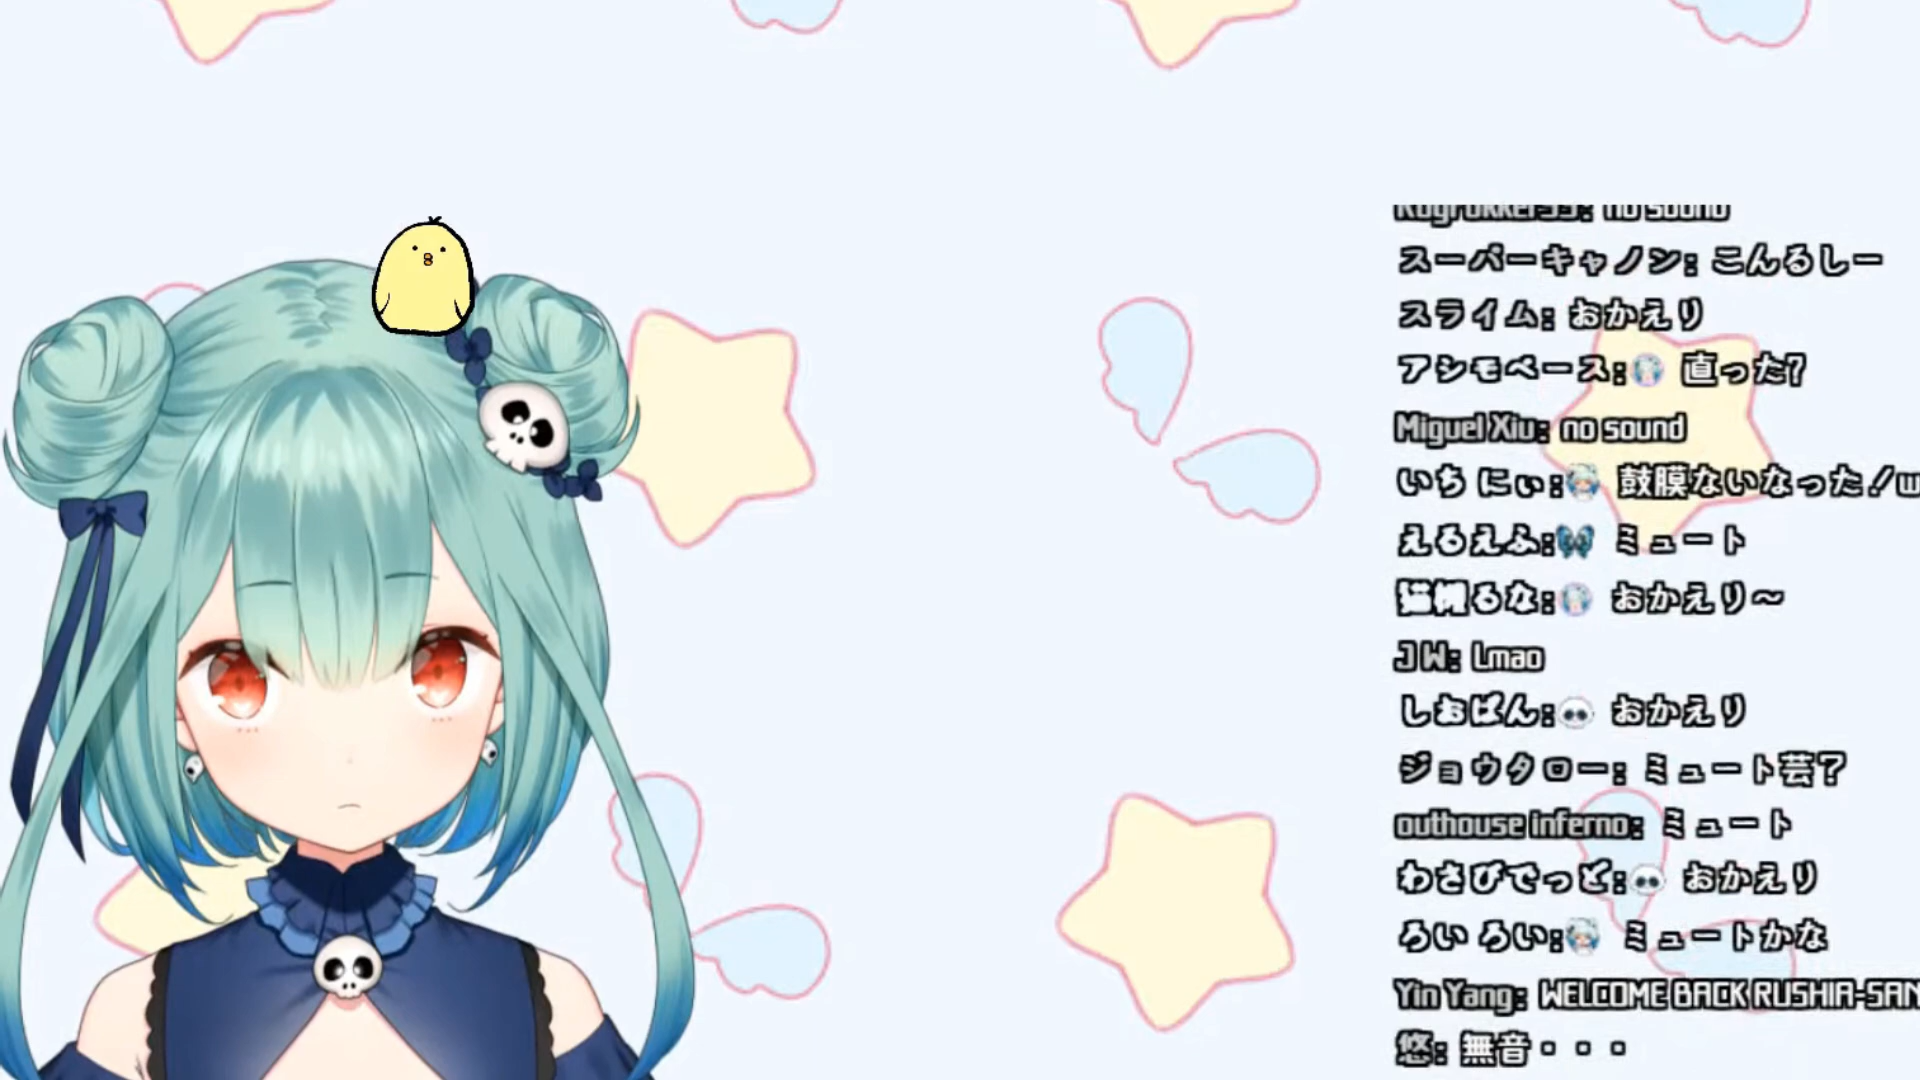 no sound
スーパーキャノン: こんるしー
スライム: おかえり
アシモベース: 直った?
Miguel Xiu: no sound
いち にぃ: 鼓膜ないなった!w
えるえふ: ミュート
るな: おかえり～
J W: Lmao
しおぱん: おかえり
ジョウタロー: ミュート芸?
outhouse inferno: ミュート
わさびでっど: おかえり
ろい ろい: ミュートかな
Yin Yang: WELCOME BACK RUSHIA-SAN
悠: 無音・・・